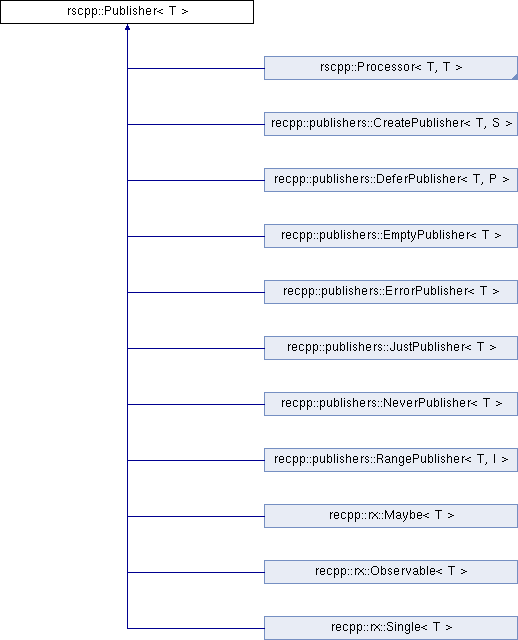 rscpp::Publisher< T >
rscpp::Processor< T, T >
recpp::publishers::CreatePublisher< T, S >
recpp::publishers::DeferPublisher< T, P >
recpp::publishers::EmptyPublisher< T >
recpp::publishers::ErrorPublisher< T >
recpp::publishers::JustPublisher< T >
recpp::publishers::NeverPublisher< T >
recpp::publishers::RangePublisher< T, I >
recpp::rx::Maybe< T >
recpp::rx::Observable< T >
recpp::rx::Single< T >